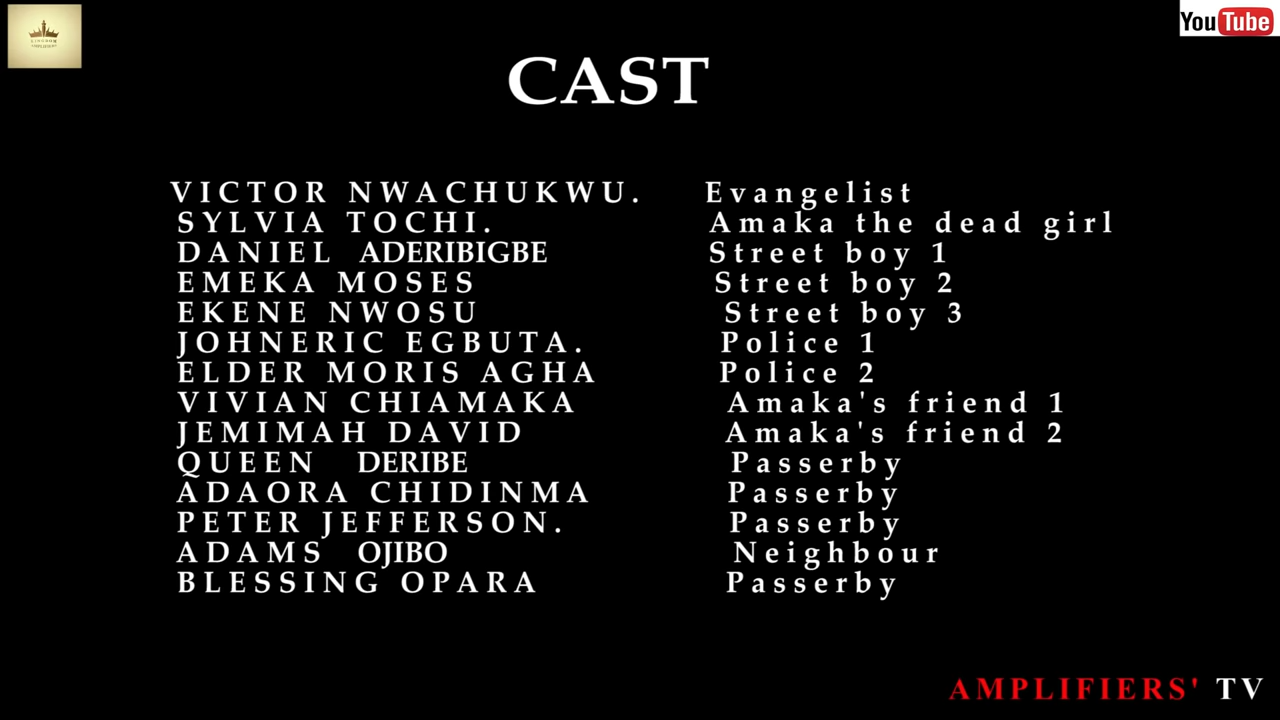 YouTube
KINGDOM
AMPLIFIERS
CAST
VICTOR NWACHUKWU. Evangelist
SYLVIA TOCHI. Amaka the dead girl
DANIEL ADERIBIGBE Street boy 1
EMEKA MOSES Street boy 2
EKENE NWOSU Street boy 3
JOHNERIC EGBUTA. Police 1
ELDER MORIS AGHA Police 2
VIVIAN CHIAMAKA Amaka's friend 1
JEMIMAH DAVID Amaka's friend 2
QUEEN DERIBE Passerby
ADAORA CHIDINMA Passerby
PETER JEFFERSON. Passerby
ADAMS OJIBO Neighbour
BLESSING OPARA Passerby
AMPLIFIERS' TV